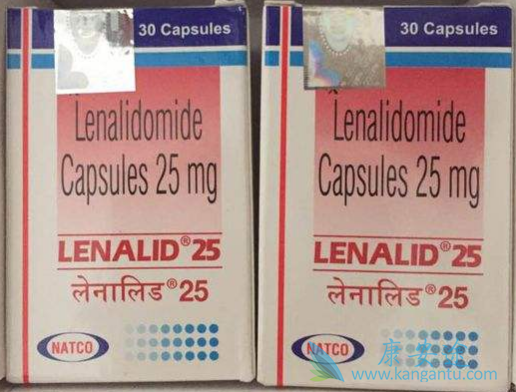 30 Capsules
Lenalidomide
Capsules 25 mg
LENALID® 25
लेनालिड® 25
NATCO
30 Capsules
Lenalidomide
Capsules 25 mg
LENALID® 25
लेनालिड® 25
NATCO
www.kangantu.com